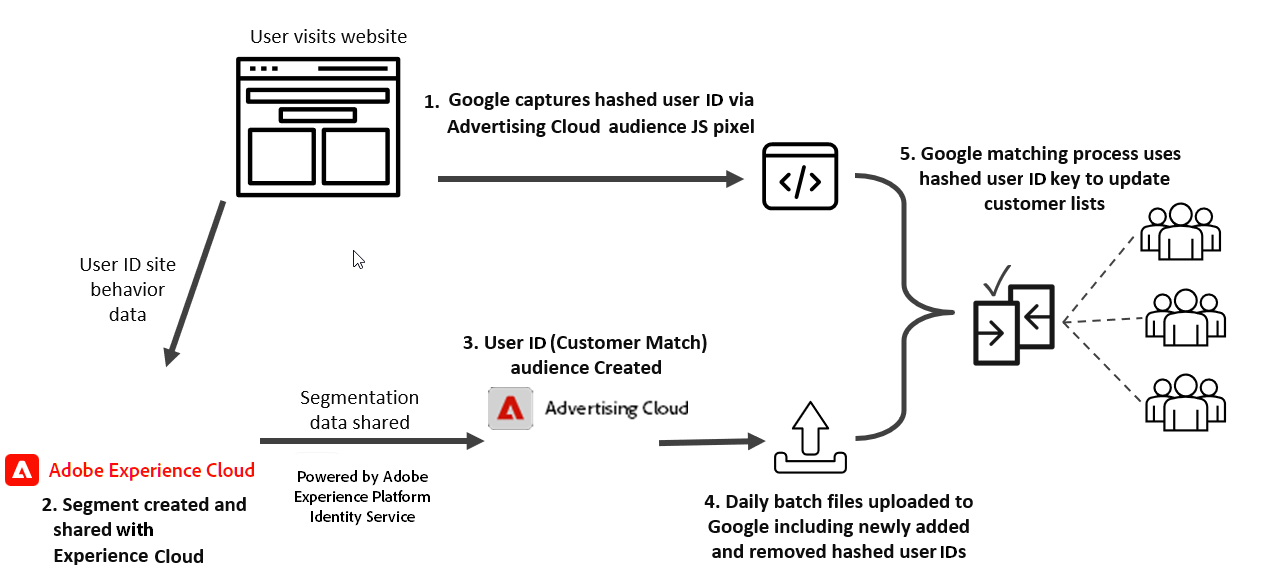 User visits website
1. Google captures hashed user ID via
Advertising Cloud audience JS pixel
</>
5. Google matching process uses
hashed user ID key to update
customer lists
User ID site
behavior
data
3. User ID (Customer Match)
audience Created
Advertising Cloud
Segmentation
data shared
Powered by Adobe
Experience Platform
Identity Service
Adobe Experience Cloud
2. Segment created and
shared with
Experience Cloud
4. Daily batch files uploaded to
Google including newly added
and removed hashed user IDs